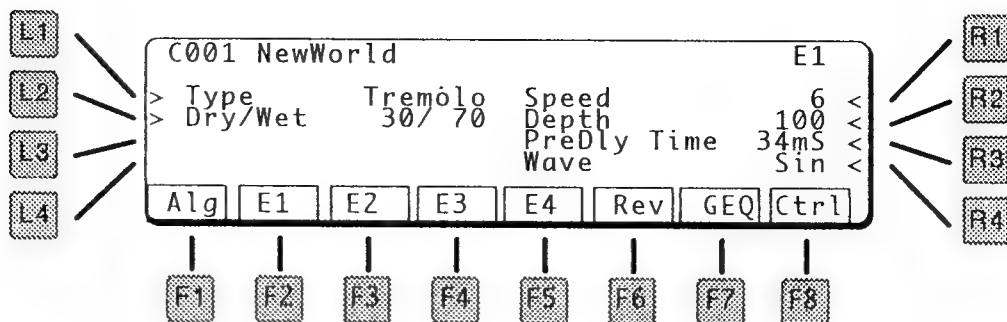 L1
L2
L3
L4
C001 NewWorld E1
> Type Tremolo Speed 6 <
> Dry/Wet 30/ 70 Depth 100 <
PreDly Time 34mS <
Wave Sin <
Alg E1 E2 E3 E4 Rev GEQ Ctrl
R1
R2
R3
R4
F1 F2 F3 F4 F5 F6 F7 F8